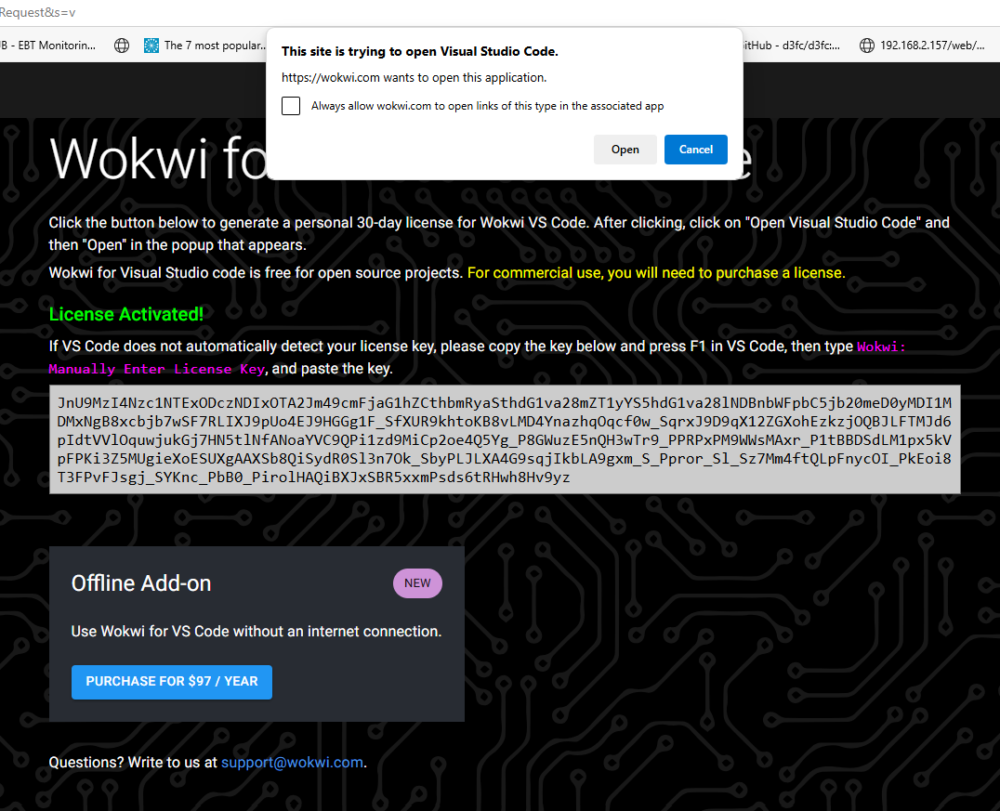 Request&s=v
B - EBT Monitorin...
The 7 most popular...
itHub - d3fc/d3fc:...
192.168.2.157/web/...
This site is trying to open Visual Studio Code.
https://wokwi.com wants to open this application.
Always allow wokwi.com to open links of this type in the associated app
Open
Cancel
Wokwi fo e
Click the button below to generate a personal 30-day license for Wokwi VS Code. After clicking, click on "Open Visual Studio Code" and
then "Open" in the popup that appears.
Wokwi for Visual Studio code is free for open source projects. For commercial use, you will need to purchase a license.
License Activated!
If VS Code does not automatically detect your license key, please copy the key below and press F1 in VS Code, then type Wokwi:
Manually Enter License Key, and paste the key.
JnU9MzI4Nzc1NTExODczNDIxOTA2Jm49cmFjaG1hZCthbmRyaSthdG1va28mZT1yYS5hdG1va28lNDBnbWFpbC5jb20meD0yMDI1M
DMxNgB8xcbjb7wSF7RLIXJ9pUo4EJ9HGGg1F_SfXUR9khtoKB8vLMD4YnazhqOqcf0w_SqrxJ9D9qX12ZGXohEzkzjOQBJLFTMJd6
pIdtVVlOquwjukGj7HN5tlNfANoaYVC9QPi1zd9MiCp2oe4Q5Yg_P8GWuzE5nQH3wTr9_PPRPxPM9WWsMAxr_P1tBBDSdLM1px5kV
pFPKi3Z5MUgieXoESUXgAAXSb8QiSydR0Sl3n7Ok_SbyPLJLXA4G9sqjIkbLA9gxm_S_Ppror_Sl_Sz7Mm4ftQLpFnycOI_PkEoi8
T3FPvFJsgj_SYKnc_PbB0_PirolHAQiBXJxSBR5xxmPsds6tRHwh8Hv9yz
Offline Add-on
NEW
Use Wokwi for VS Code without an internet connection.
PURCHASE FOR $97 / YEAR
Questions? Write to us at support@wokwi.com.